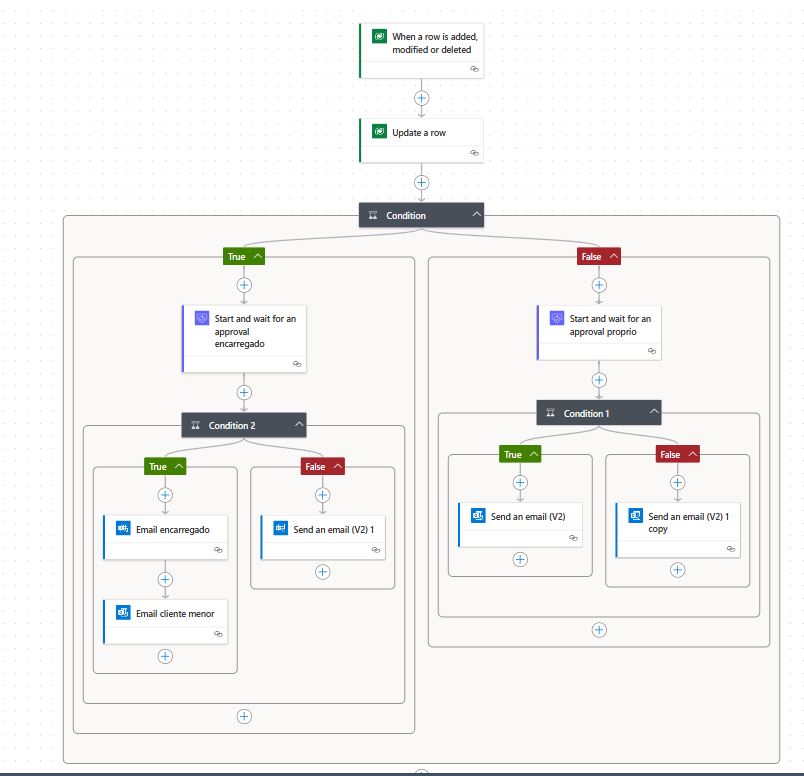 When a row is added,
modified or deleted
Update a row
Condition
True
False
Start and wait for an
approval
encarregado
Start and wait for an
approval proprio
Condition 2
Condition 1
True
False
True
False
Email encarregado
Send an email (V2) 1
Send an email (V2)
Send an email (V2) 1
copy
Email cliente menor